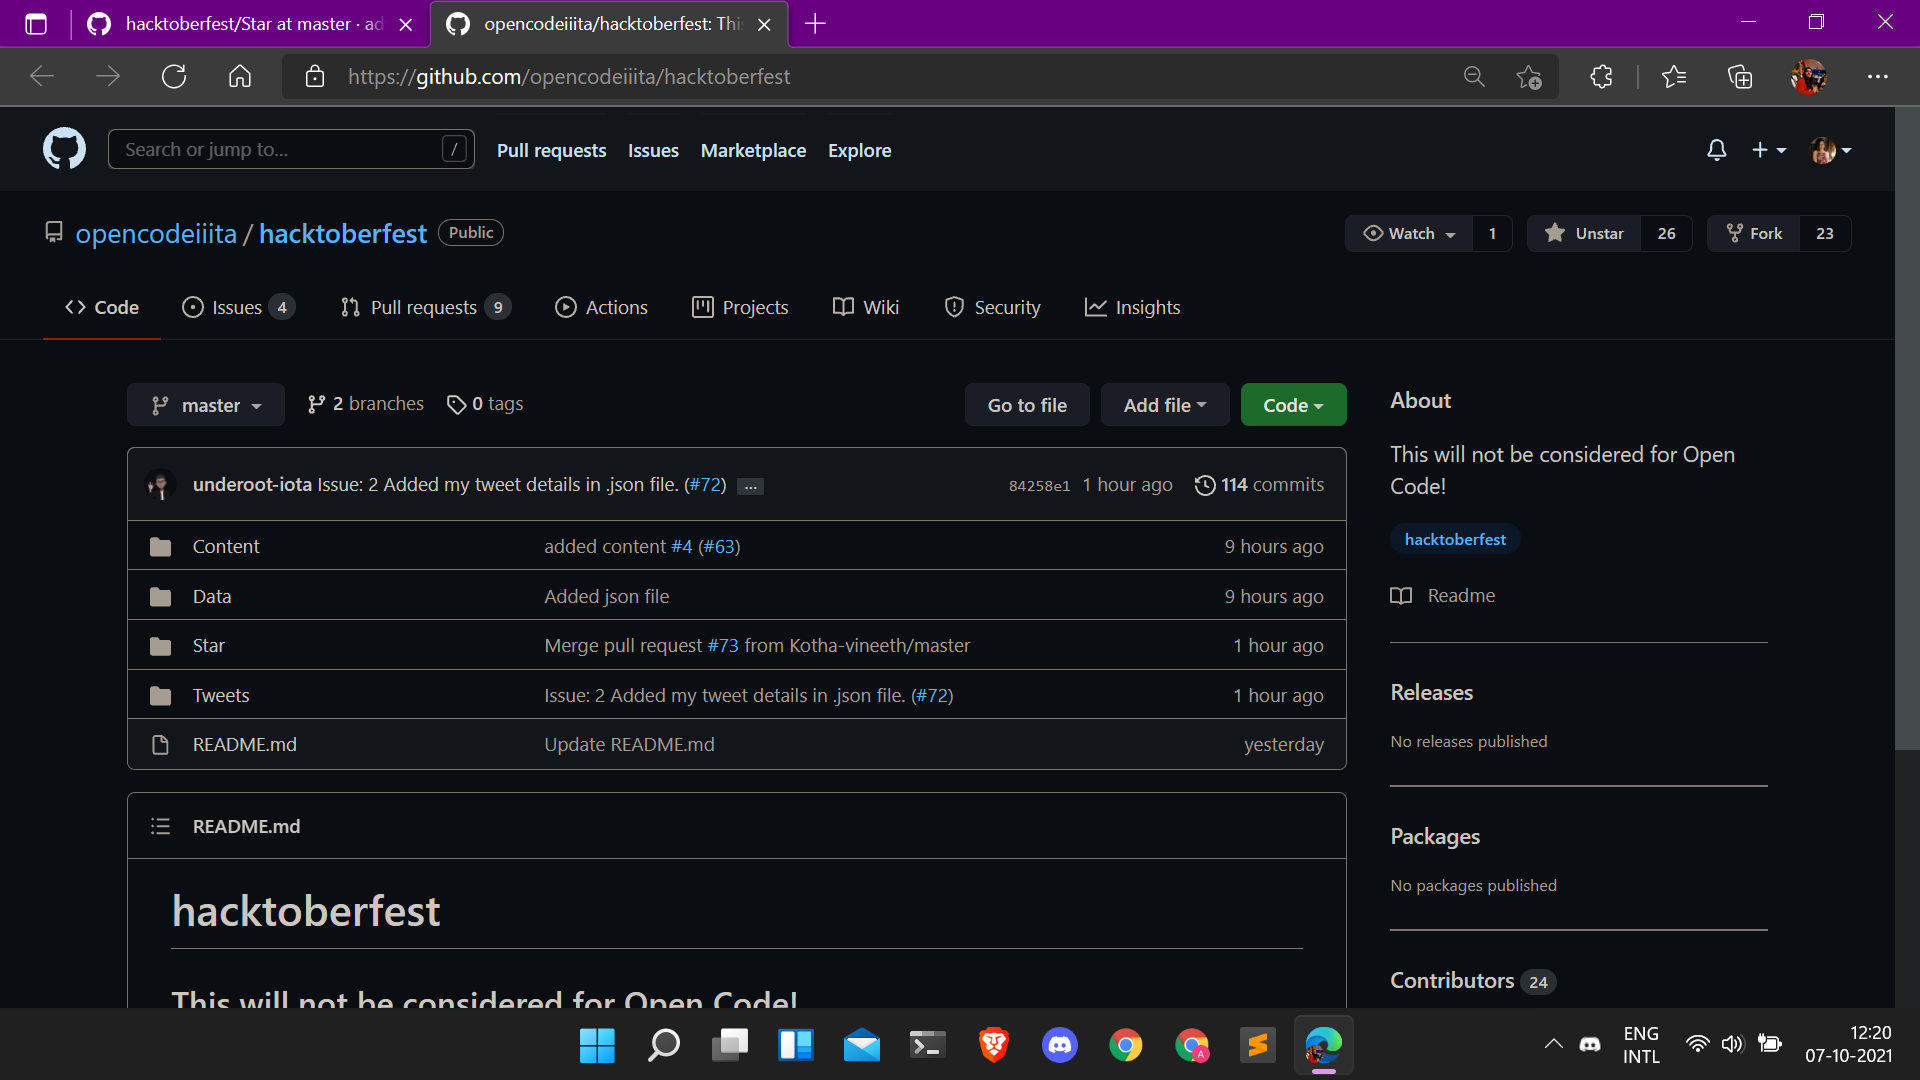 hacktoberfest/Star at master · ad
opencodeiiita/hacktoberfest: This
https://github.com/opencodeiiita/hacktoberfest
Search or jump to... /
Pull requests Issues Marketplace Explore
opencodeiiita / hacktoberfest Public
Watch 1 Unstar 26 Fork 23
Code Issues 4 Pull requests 9 Actions Projects Wiki Security Insights
master 2 branches 0 tags Go to file Add file Code
underoot-iota Issue: 2 Added my tweet details in .json file. (#72) ... 84258e1 1 hour ago 114 commits
Content added content #4 (#63) 9 hours ago
Data Added json file 9 hours ago
Star Merge pull request #73 from Kotha-vineeth/master 1 hour ago
Tweets Issue: 2 Added my tweet details in .json file. (#72) 1 hour ago
README.md Update README.md yesterday
README.md
hacktoberfest
This will not be considered for Open Code!
About
This will not be considered for Open
Code!
hacktoberfest
Readme
Releases
No releases published
Packages
No packages published
Contributors 24
A
ENG
INTL
12:20
07-10-2021